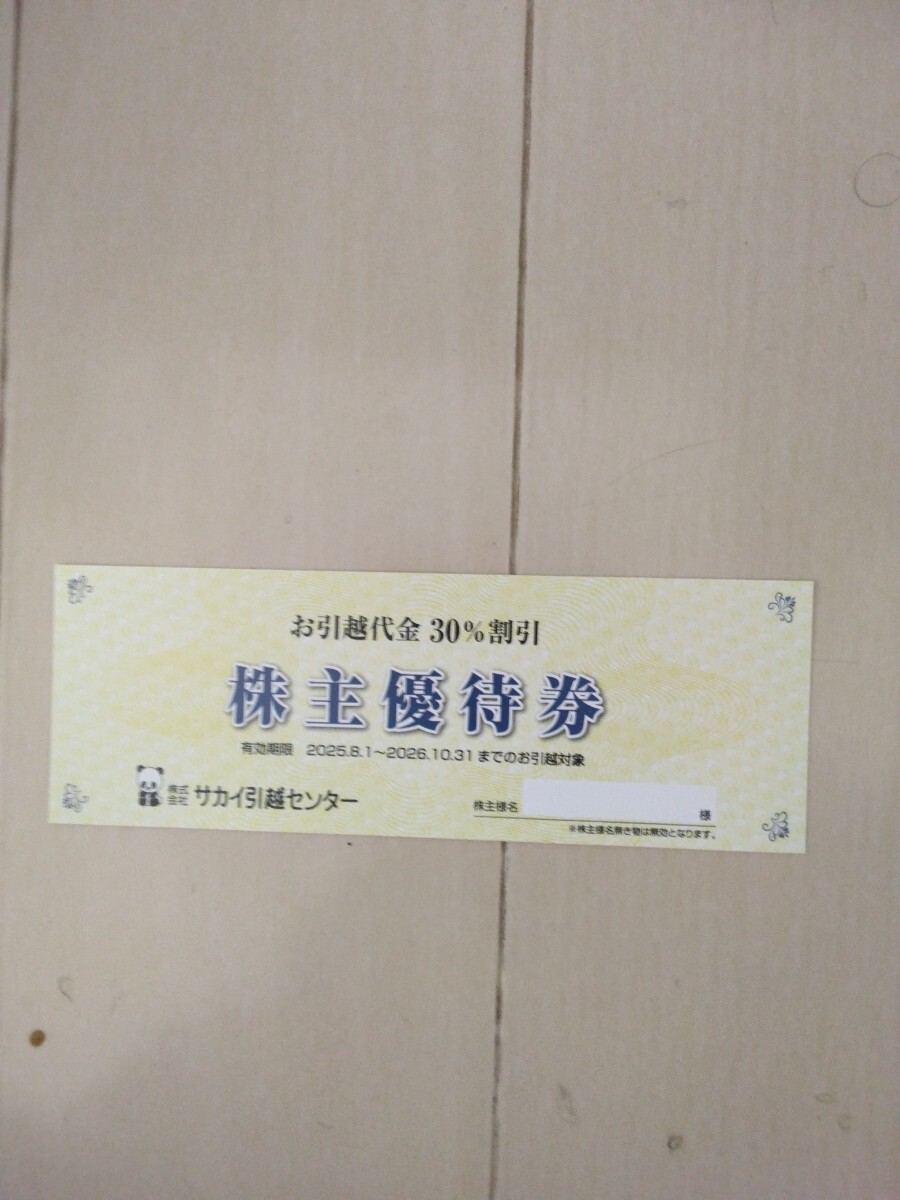 お引越代金 30%割引
株主優待券
有効期限 2025.8.1~2026.10.31 までのお引越対象
株式会社 サカイ引越センター
株主様名 様
※株主様名無き物は無効となります。